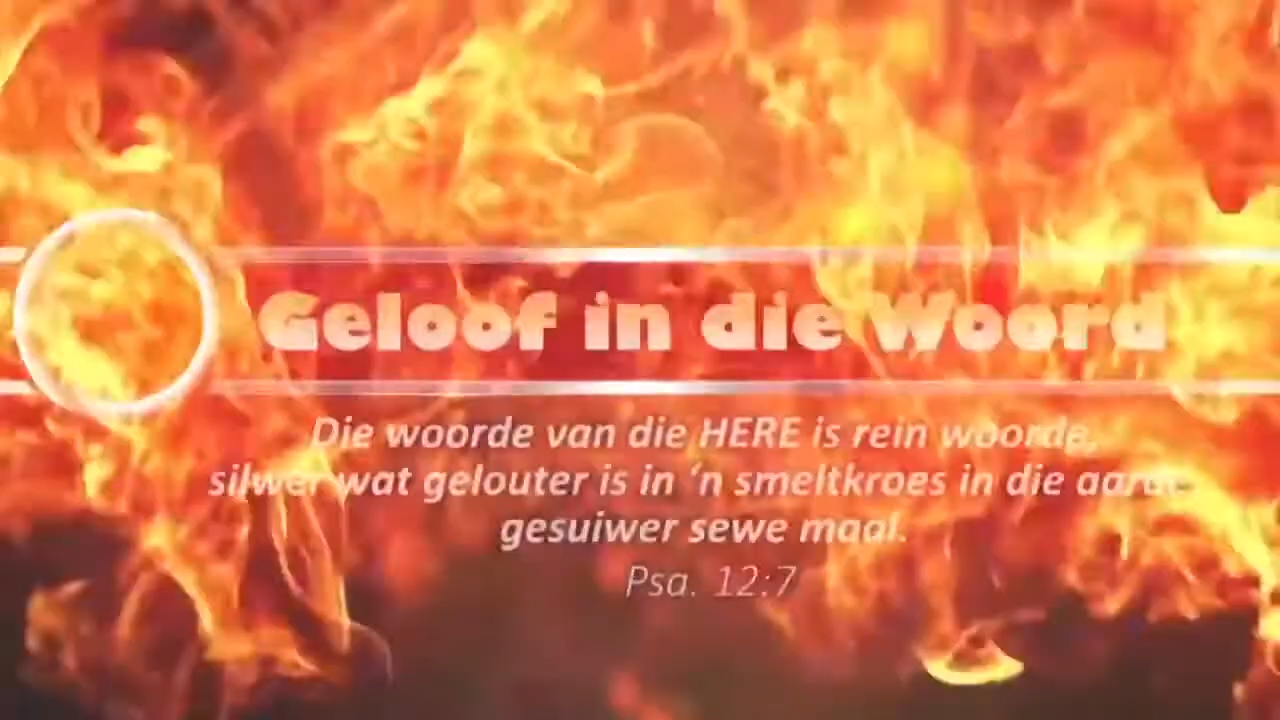 Geloof in die Woord
Die woorde van die HERE is rein woorde,
silwer wat gelouter is in ‘n smeltkroes in die aarde,
gesuiwer sewe maal.
Psa. 12:7